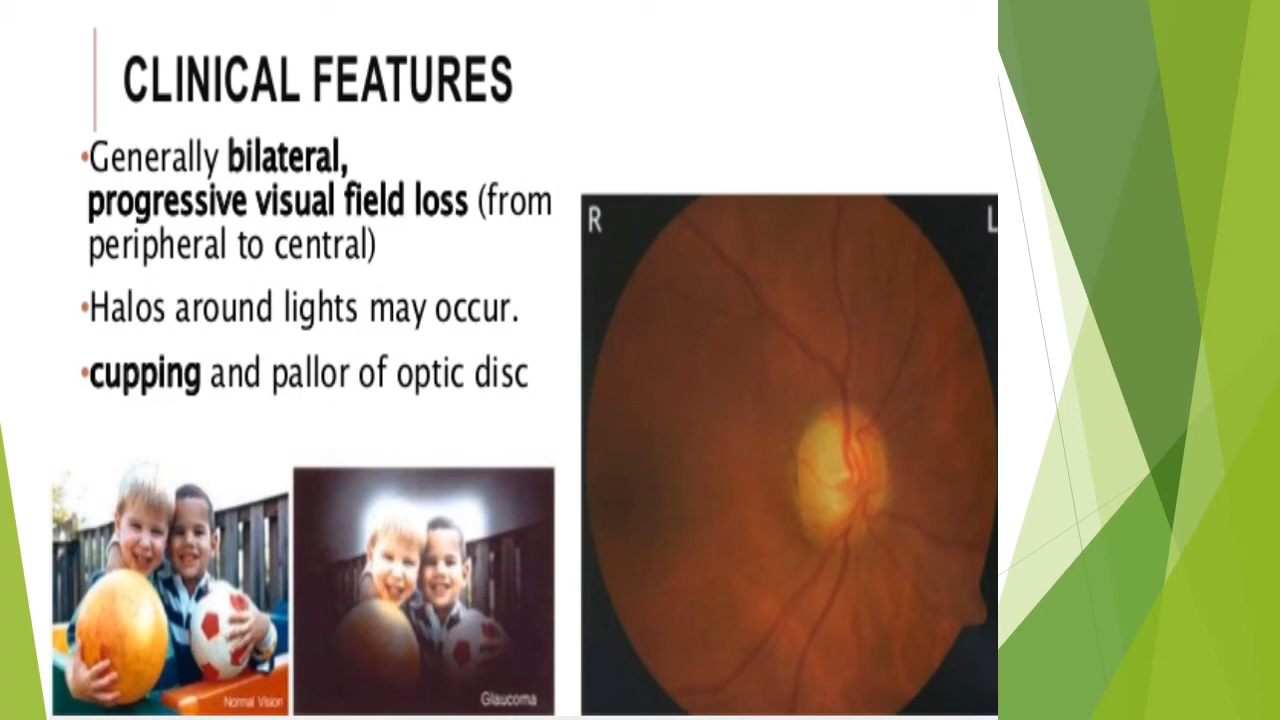 CLINICAL FEATURES
•Generally bilateral,
progressive visual field loss (from
peripheral to central)
•Halos around lights may occur.
•cupping and pallor of optic disc
R
L
Normal Vision
Glaucoma